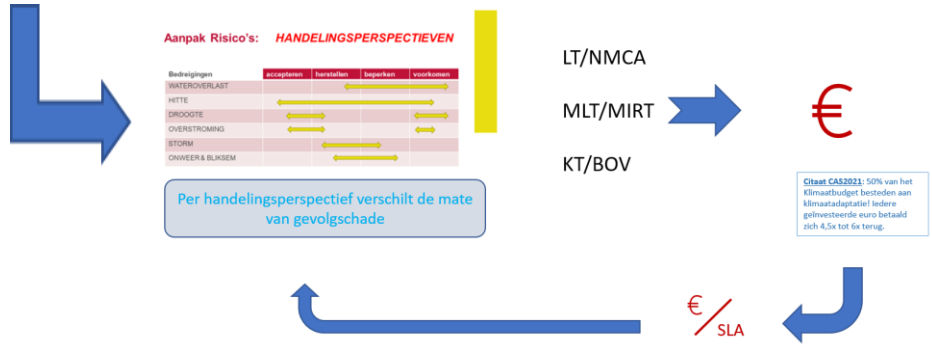 Aanpak Risico's: HANDELINGSPERSPECTIEVEN
Bedreigingen accepteren herstellen beperken voorkomen
WATEROVERLAST
HITTE
DROOGTE
OVERSTROMING
STORM
ONWEER & BLIKSEM
Per handelingsperspectief verschilt de mate
van gevolgschade
LT/NMCA
MLT/MIRT
KT/BOV
€
Citaat CAS2021: 50% van het
Klimaatbudget besteden aan
klimaatadaptatie! Iedere
geïnvesteerde euro betaald
zich 4,5x tot 6x terug.
€/SLA